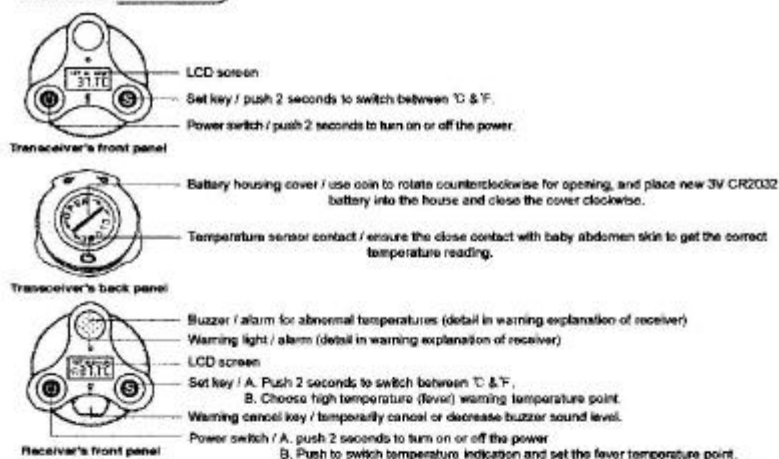 LCD screen
37.1°C
Set key / push 2 seconds to switch between °C & °F.
Power switch / push 2 seconds to turn on or off the power.
S
Transceiver's front panel
Battery housing cover / use coin to rotate counterclockwise for opening, and place new 3V CR2032
battery into the house and close the cover clockwise.
OPEN
CLOSE
Temperature sensor contact / ensure the close contact with baby abdomen skin to get the correct
temperature reading.
Transceiver's back panel
Buzzer / alarm for abnormal temperatures (detail in warning explanation of receiver)
Warning light / alarm (detail in warning explanation of receiver)
LCD screen
Set key / A. Push 2 seconds to switch between °C & °F.
B. Choose high temperature (fever) warning temperature point.
S
Warning cancel key / temporarily cancel or decrease buzzer sound level.
Power switch / A. push 2 seconds to turn on or off the power
B. Push to switch temperature indication and set the fever temperature point.
Receiver's front panel